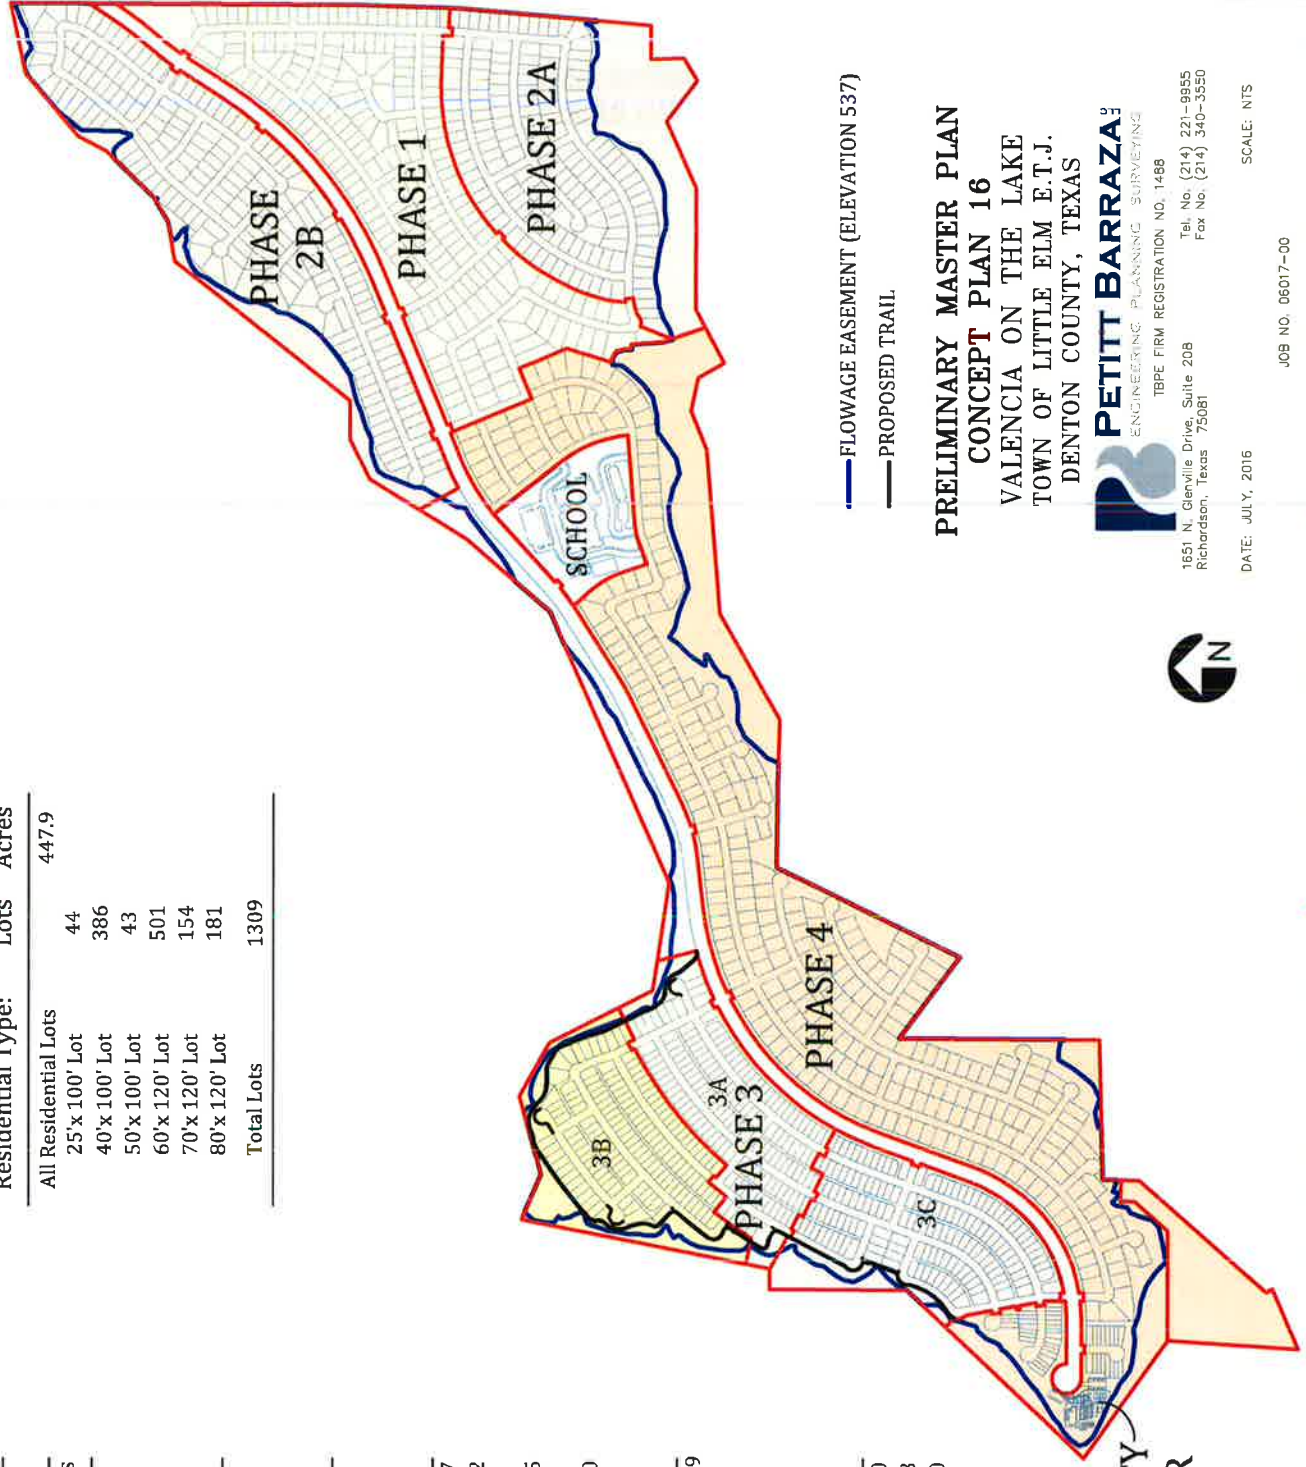 Residential Type: Lots Acres
All Residential Lots 447.9
25'x 100' Lot 44
40'x 100' Lot 386
50'x 100' Lot 43
60'x 120' Lot 501
70'x 120' Lot 154
80'x 120' Lot 181
Total Lots 1309
PHASE
2B
PHASE 1
PHASE 2A
SCHOOL
PHASE 4
3B
3A
PHASE 3
3C
FLOWAGE EASEMENT (ELEVATION 537)
PROPOSED TRAIL
PRELIMINARY MASTER PLAN
CONCEPT PLAN 16
VALENCIA ON THE LAKE
TOWN OF LITTLE ELM E.T.J.
DENTON COUNTY, TEXAS
PETITT BARRAZA
ENGINEERING PLANNING SURVEYING
TBPE FIRM REGISTRATION NO. 1488
1651 N. Glenville Drive, Suite 208 Tel. No. (214) 221-9955
Richardson, Texas 75081 Fax No. (214) 340-3550
DATE: JULY, 2016 SCALE: NTS
JOB NO. 06017-00
N
TY
R